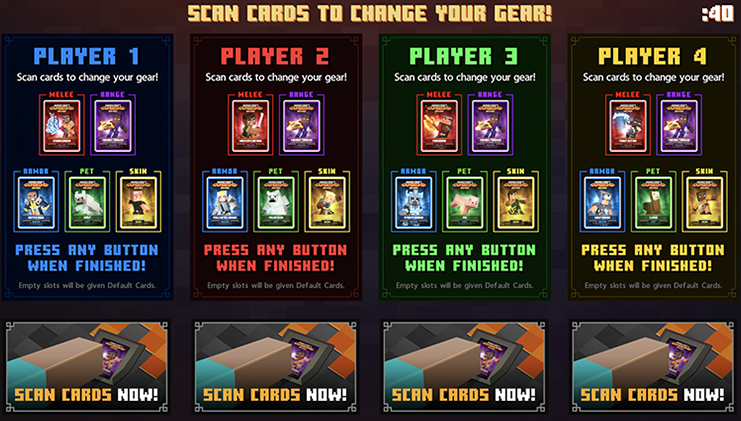 SCAN CARDS TO CHANGE YOUR GEAR!
:40
PLAYER 1
Scan cards to change your gear!
MELEE
RANGE
ARMOR
PET
SKIN
PRESS ANY BUTTON
WHEN FINISHED!
Empty slots will be given Default Cards.
SCAN CARDS NOW!
PLAYER 2
Scan cards to change your gear!
MELEE
RANGE
ARMOR
PET
SKIN
PRESS ANY BUTTON
WHEN FINISHED!
Empty slots will be given Default Cards.
SCAN CARDS NOW!
PLAYER 3
Scan cards to change your gear!
MELEE
RANGE
ARMOR
PET
SKIN
PRESS ANY BUTTON
WHEN FINISHED!
Empty slots will be given Default Cards.
SCAN CARDS NOW!
PLAYER 4
Scan cards to change your gear!
MELEE
RANGE
ARMOR
PET
SKIN
PRESS ANY BUTTON
WHEN FINISHED!
Empty slots will be given Default Cards.
SCAN CARDS NOW!